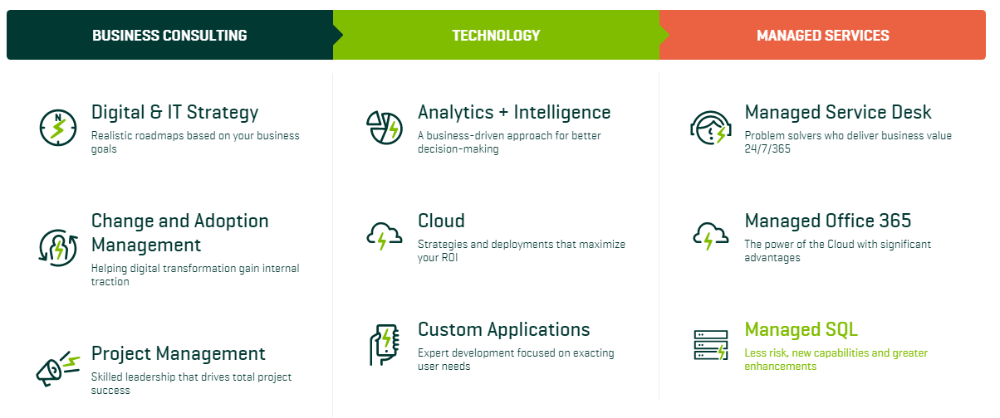 BUSINESS CONSULTING
TECHNOLOGY
MANAGED SERVICES
N
Digital & IT Strategy
Realistic roadmaps based on your business
goals
Change and Adoption
Management
Helping digital transformation gain internal
traction
Project Management
Skilled leadership that drives total project
success
Analytics + Intelligence
A business-driven approach for better
decision-making
Cloud
Strategies and deployments that maximize
your ROI
Custom Applications
Expert development focused on exacting
user needs
Managed Service Desk
Problem solvers who deliver business value
24/7/365
Managed Office 365
The power of the Cloud with significant
advantages
Managed SQL
Less risk, new capabilities and greater
enhancements